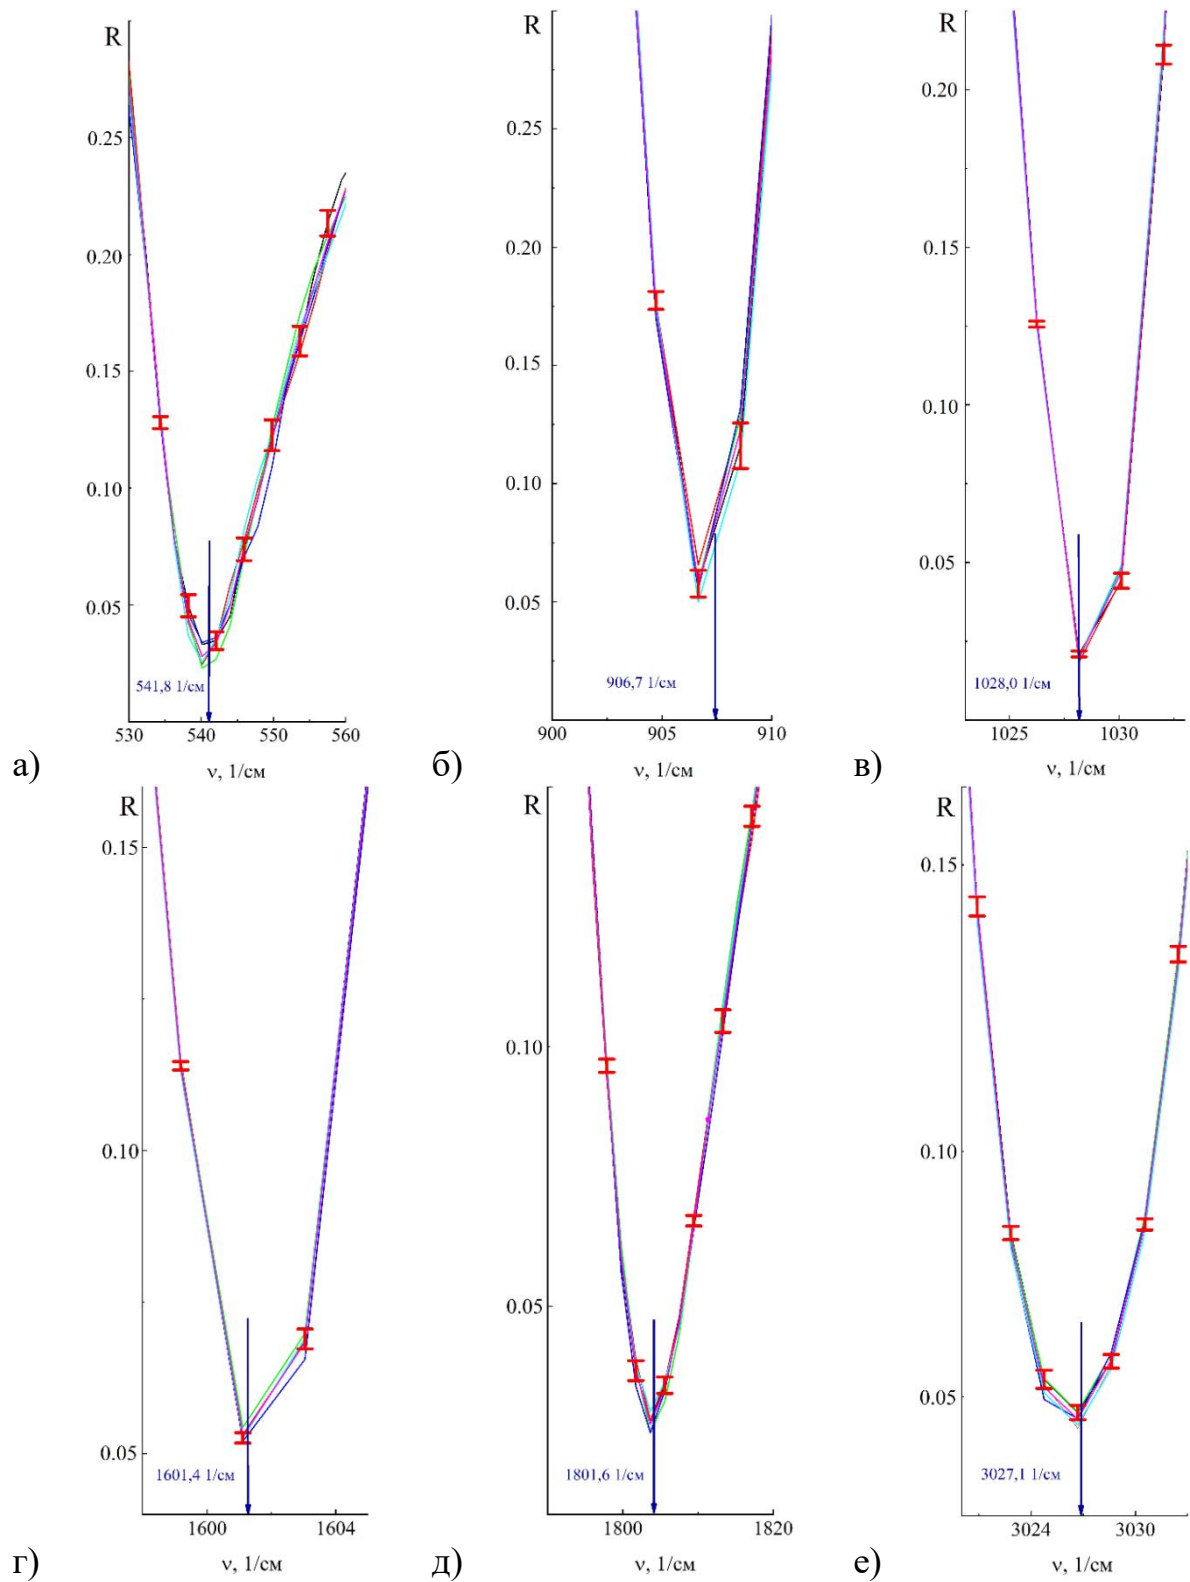 R
0.25
0.20
0.15
0.10
0.05
541,8 1/см
530 540 550 560
ν, 1/см
а)
R
0.25
0.20
0.15
0.10
0.05
906,7 1/см
900 905 910
ν, 1/см
б)
R
0.20
0.15
0.10
0.05
1028,0 1/см
1025 1030
ν, 1/см
в)
R
0.15
0.10
0.05
1601,4 1/см
1600 1604
ν, 1/см
г)
R
0.10
0.05
1801,6 1/см
1800 1820
ν, 1/см
д)
R
0.15
0.10
0.05
3027,1 1/см
3024 3030
ν, 1/см
е)